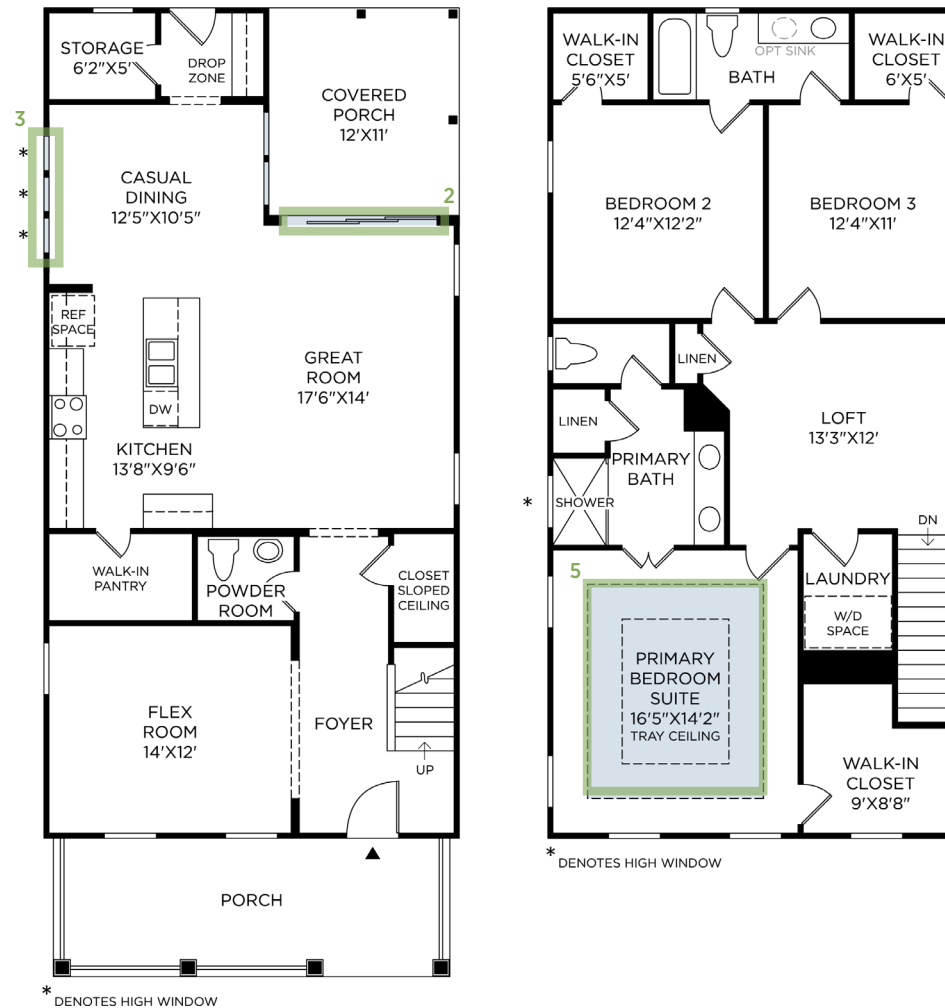 STORAGE
6'2"X5'
DROP
ZONE
COVERED
PORCH
12'X11'
3
*
*
*
CASUAL
DINING
12'5"X10'5"
2
REF
SPACE
DW
GREAT
ROOM
17'6"X14'
KITCHEN
13'8"X9'6"
WALK-IN
PANTRY
POWDER
ROOM
CLOSET
SLOPED
CEILING
FLEX
ROOM
14'X12'
FOYER
UP
PORCH
* DENOTES HIGH WINDOW
WALK-IN
CLOSET
5'6"X5'
OPT SINK
BATH
WALK-IN
CLOSET
6'X5'
BEDROOM 2
12'4"X12'2"
BEDROOM 3
12'4"X11'
LINEN
LOFT
13'3"X12'
LINEN
PRIMARY
BATH
SHOWER
*
DN
LAUNDRY
W/D
SPACE
5
PRIMARY
BEDROOM
SUITE
16'5"X14'2"
TRAY CEILING
WALK-IN
CLOSET
9'X8'8"
* DENOTES HIGH WINDOW